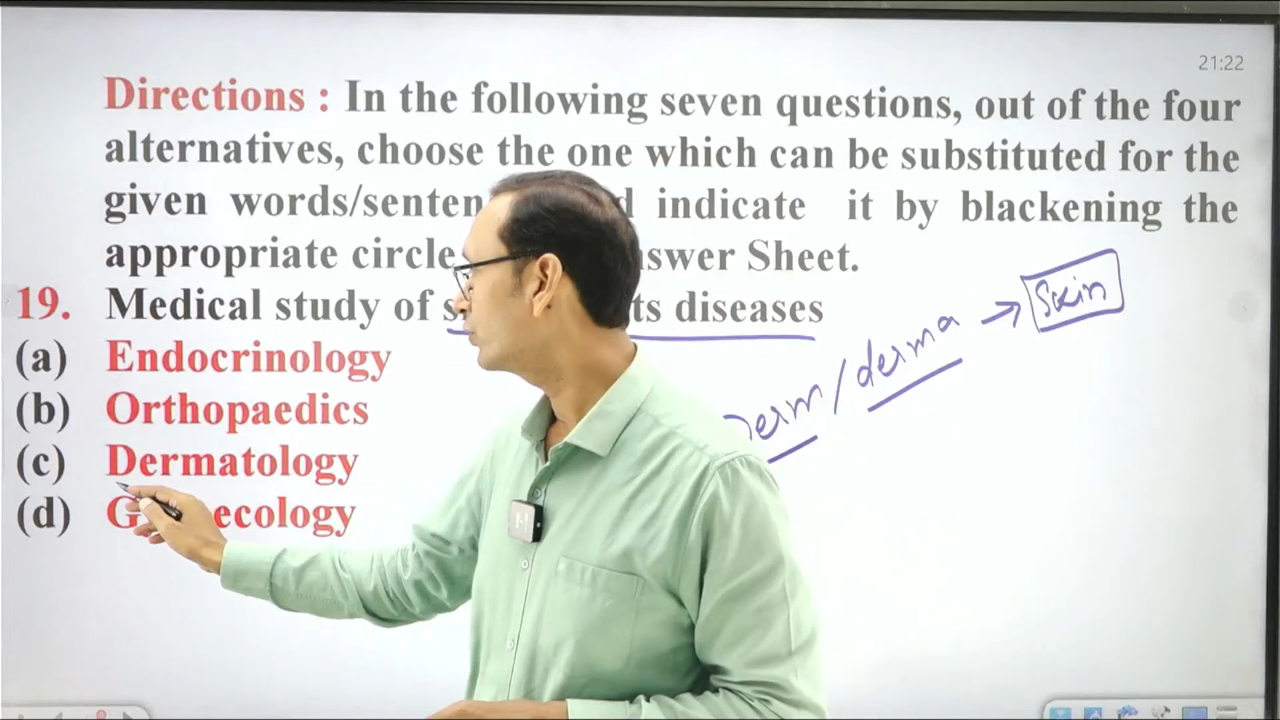 21:22
Directions : In the following seven questions, out of the four
alternatives, choose the one which can be substituted for the
given words/senten indicate it by blackening the
appropriate circle Sheet.
19. Medical study of diseases
(a) Endocrinology
(b) Orthopaedics
(c) Dermatology
(d) ecology
derm/derma → Skin